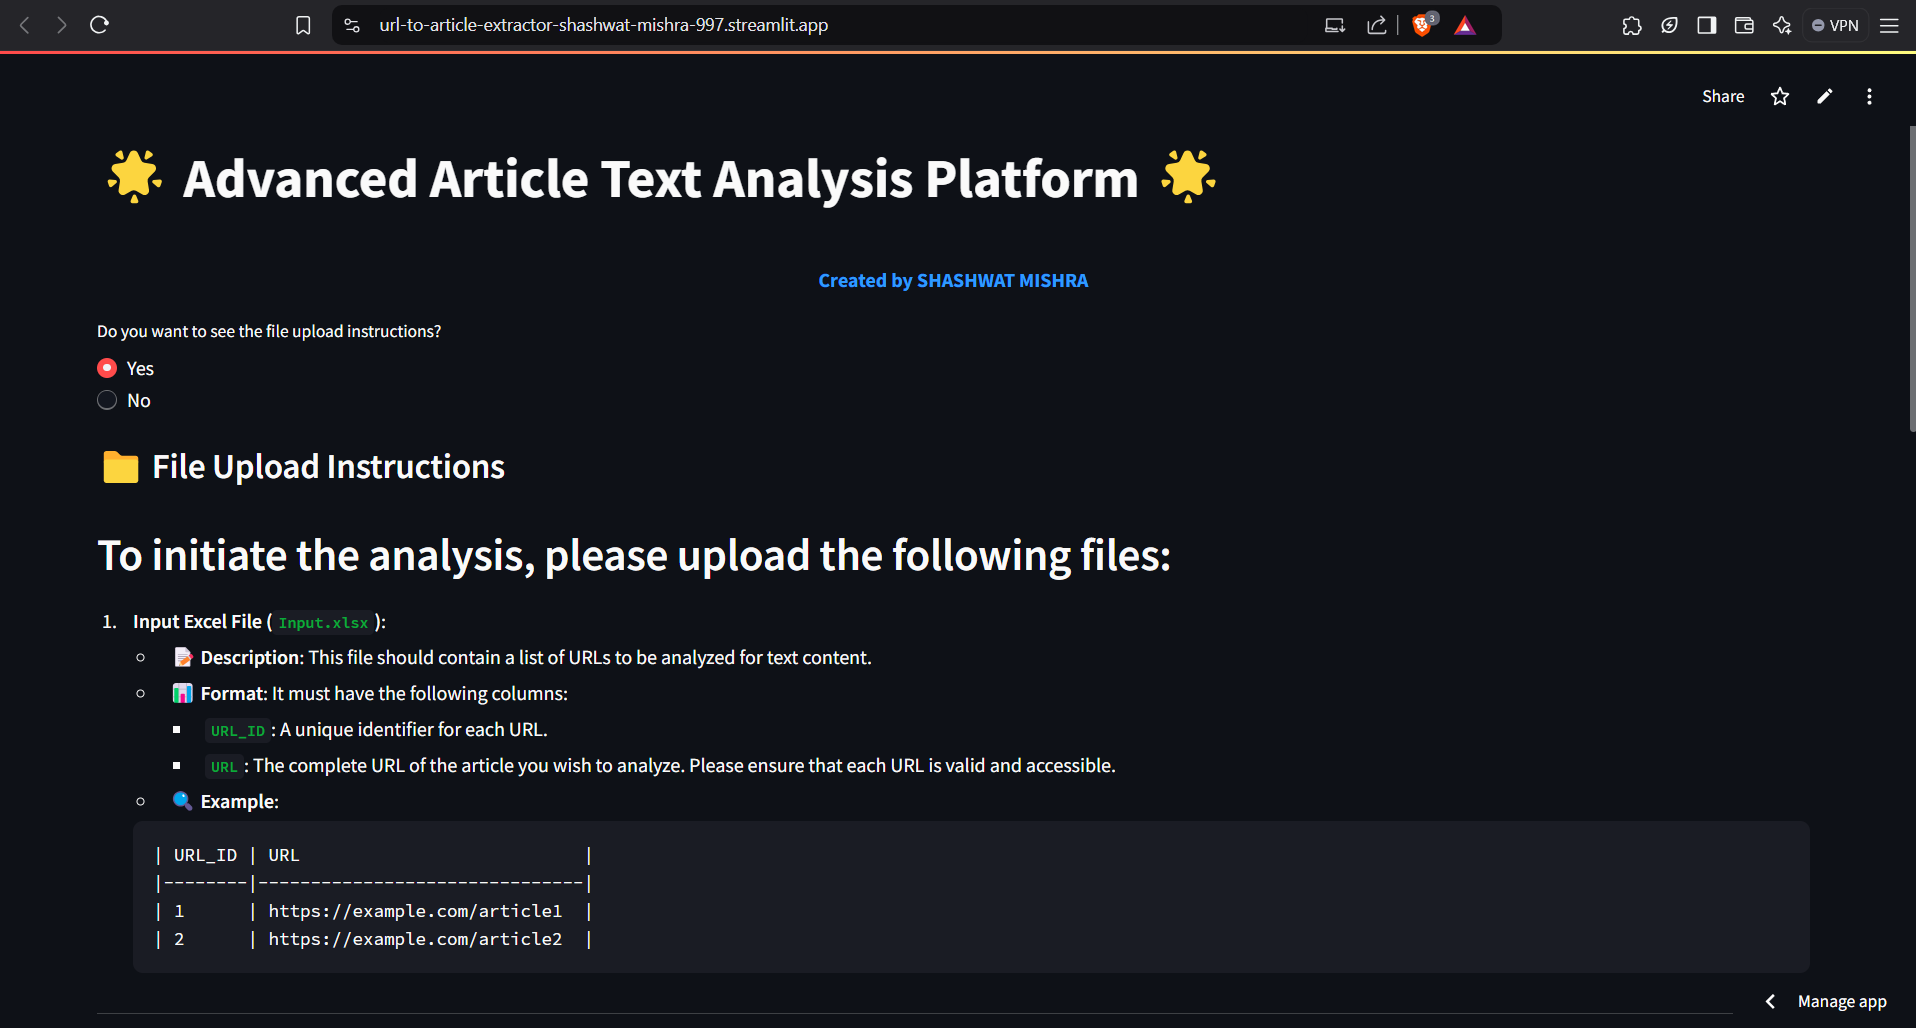 url-to-article-extractor-shashwat-mishra-997.streamlit.app
3
VPN
Share
Advanced Article Text Analysis Platform
Created by SHASHWAT MISHRA
Do you want to see the file upload instructions?
Yes
No
File Upload Instructions
To initiate the analysis, please upload the following files:
1. Input Excel File ( Input.xlsx ):
Description: This file should contain a list of URLs to be analyzed for text content.
Format: It must have the following columns:
URL_ID : A unique identifier for each URL.
URL : The complete URL of the article you wish to analyze. Please ensure that each URL is valid and accessible.
Example:
| URL_ID | URL                           |
|--------|-------------------------------|
| 1      | https://example.com/article1  |
| 2      | https://example.com/article2  |
Manage app